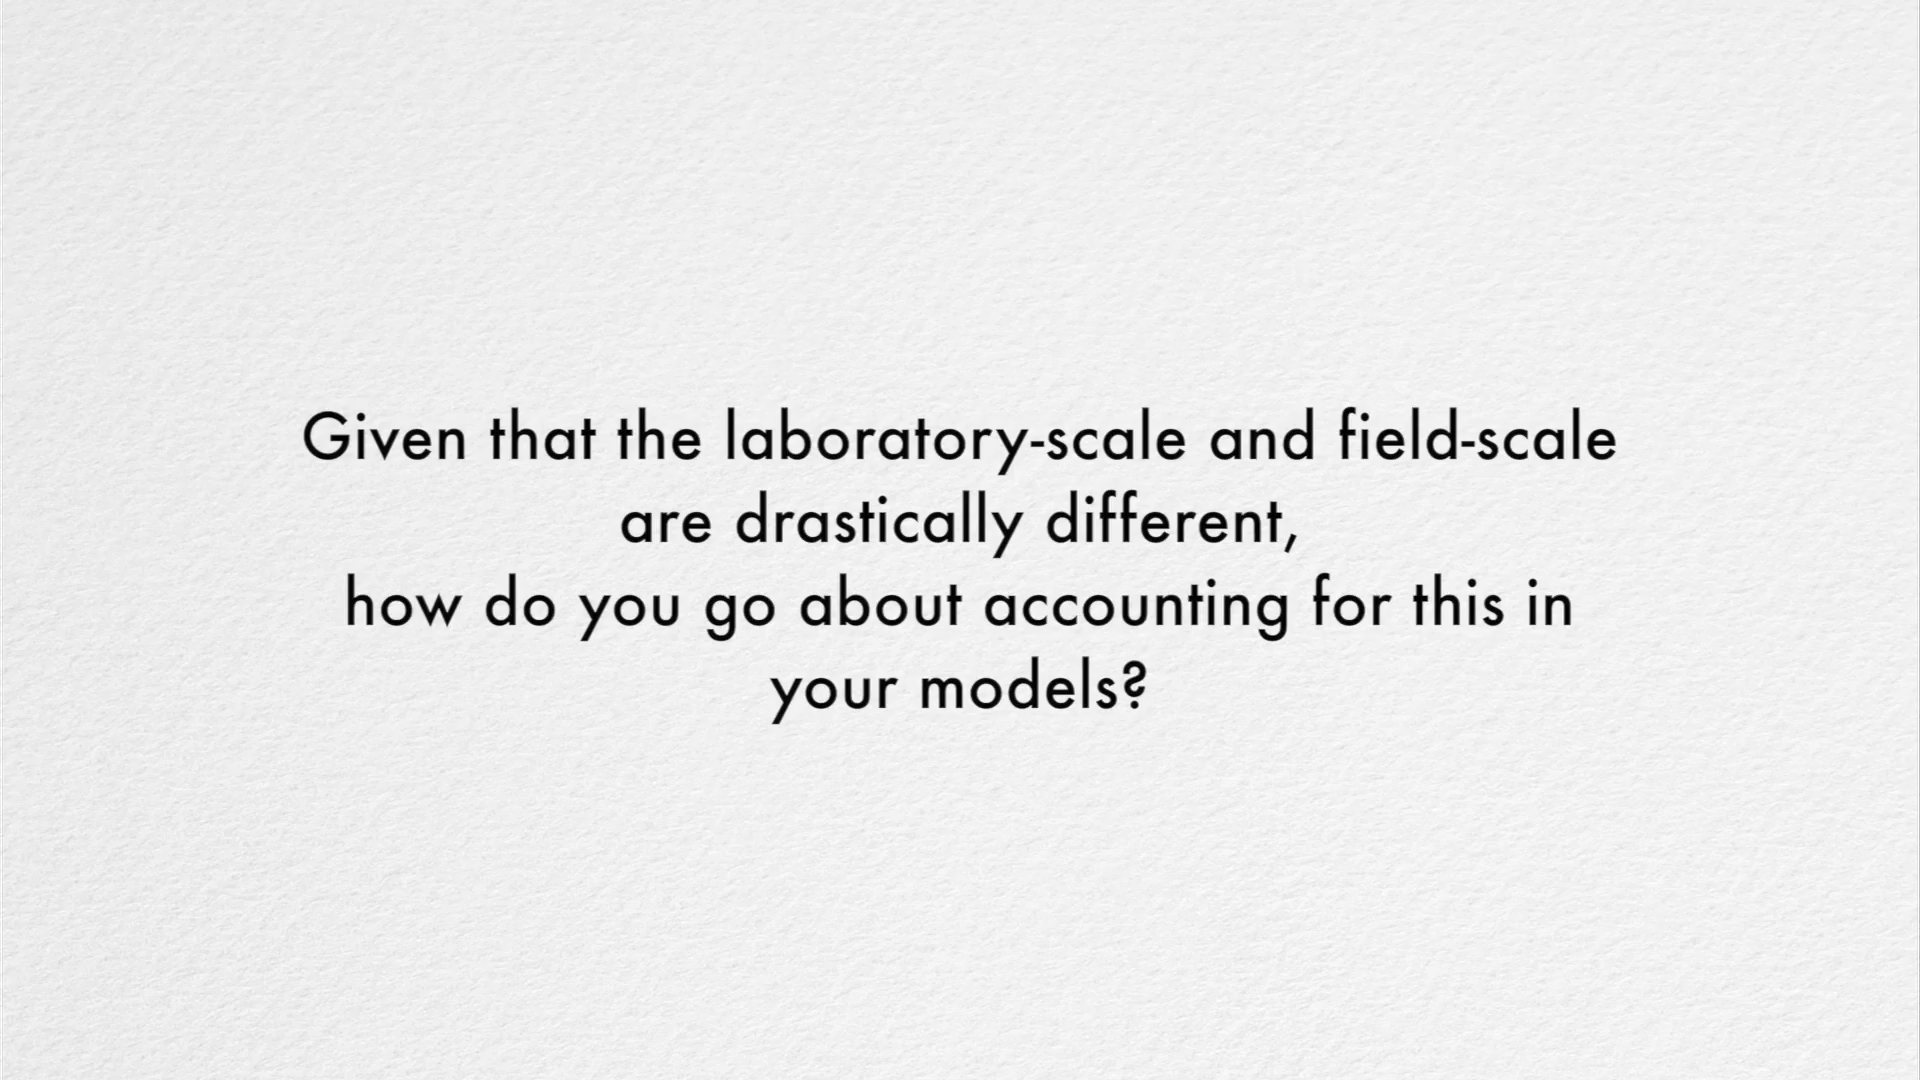 Given that the laboratory-scale and field-scale
are drastically different,
how do you go about accounting for this in
your models?